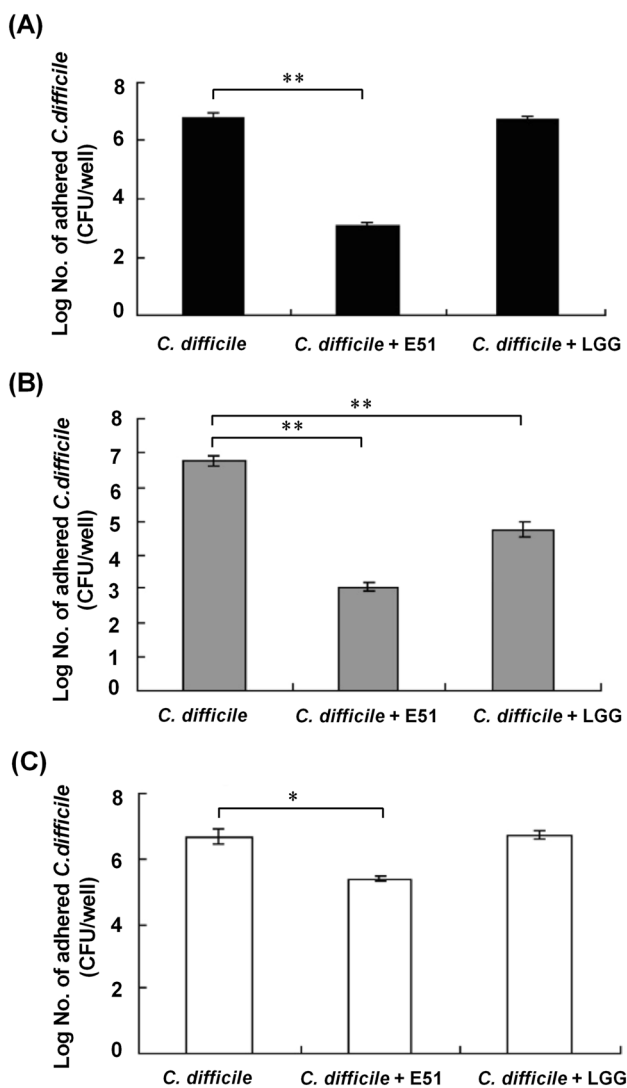 (A)
Log No. of adhered C.difficile
(CFU/well)
8
6
4
2
0
**
C. difficile
C. difficile + E51
C. difficile + LGG
(B)
Log No. of adhered C.difficile
(CFU/well)
8
7
6
5
4
3
2
1
0
**
**
C. difficile
C. difficile + E51
C. difficile + LGG
(C)
Log No. of adhered C.difficile
(CFU/well)
8
6
4
2
0
*
C. difficile
C. difficile + E51
C. difficile + LGG